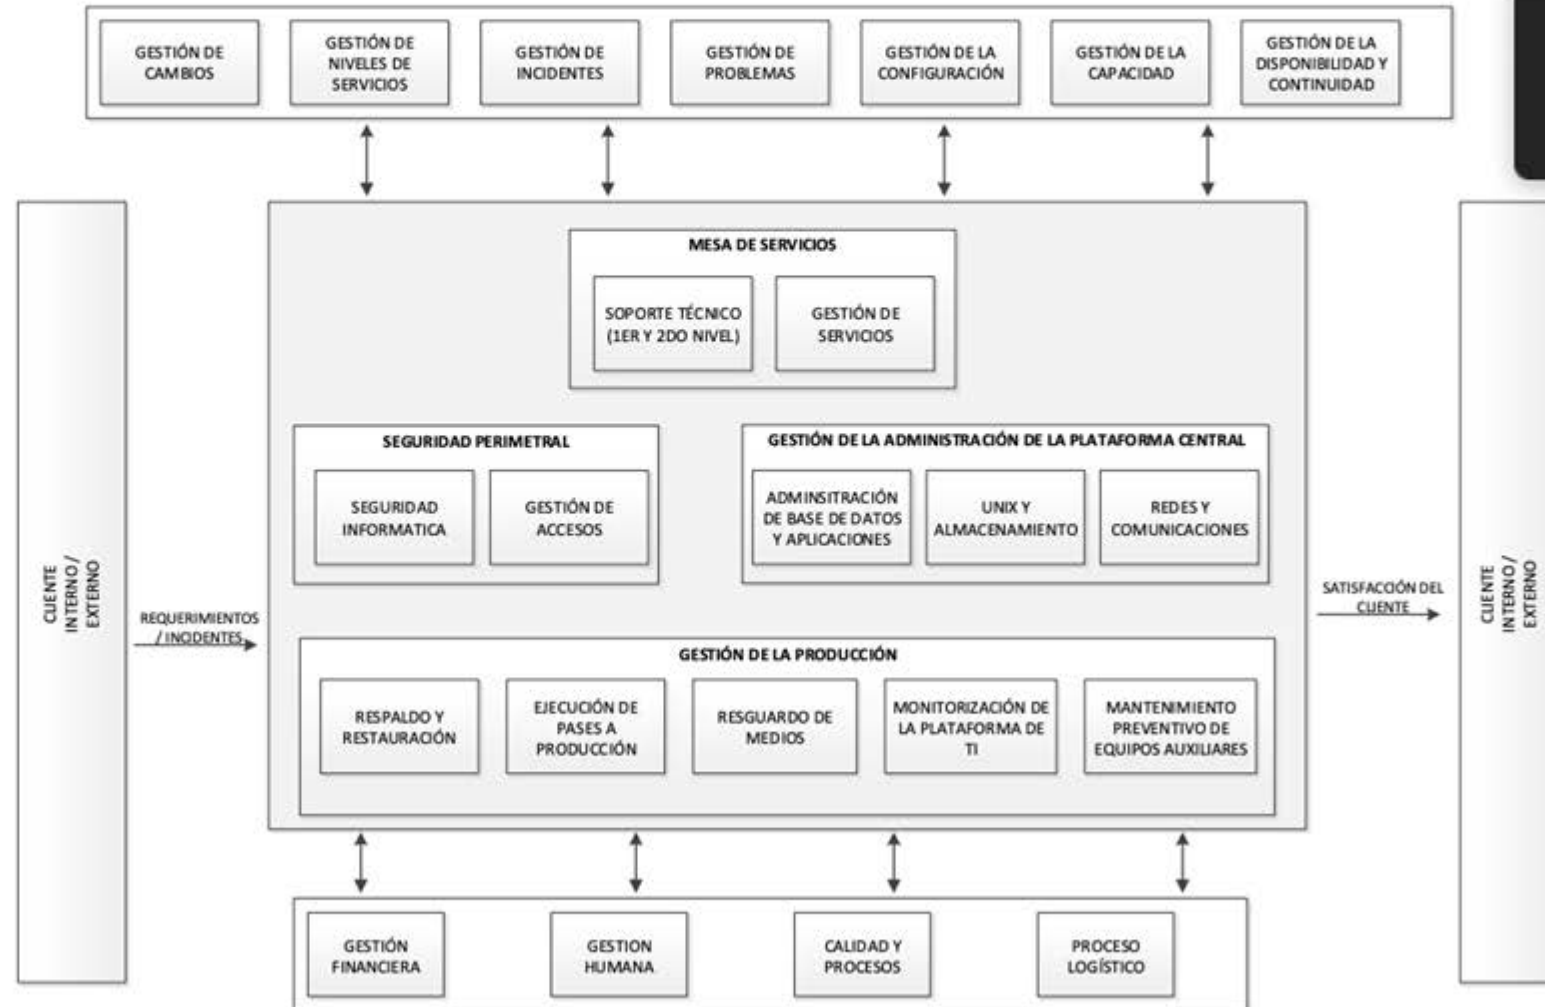 GESTIÓN DE
CAMBIOS
GESTIÓN DE
NIVELES DE
SERVICIOS
GESTIÓN DE
INCIDENTES
GESTIÓN DE
PROBLEMAS
GESTIÓN DE LA
CONFIGURACIÓN
GESTIÓN DE LA
CAPACIDAD
GESTIÓN DE LA
DISPONIBILIDAD Y
CONTINUIDAD
CLIENTE
INTERNO/
EXTERNO
REQUERIMIENTOS
/ INCIDENTES
MESA DE SERVICIOS
SOPORTE TÉCNICO
(1ER Y 2DO NIVEL)
GESTIÓN DE
SERVICIOS
SEGURIDAD PERIMETRAL
SEGURIDAD
INFORMATICA
GESTIÓN DE
ACCESOS
GESTIÓN DE LA ADMINISTRACIÓN DE LA PLATAFORMA CENTRAL
ADMINSITRACIÓN
DE BASE DE DATOS
Y APLICACIONES
UNIX Y
ALMACENAMIENTO
REDES Y
COMUNICACIONES
GESTIÓN DE LA PRODUCCIÓN
RESPALDO Y
RESTAURACIÓN
EJECUCIÓN DE
PASES A
PRODUCCIÓN
RESGUARDO DE
MEDIOS
MONITORIZACIÓN DE
LA PLATAFORMA DE
TI
MANTENIMIENTO
PREVENTIVO DE
EQUIPOS AUXILIARES
SATISFACCIÓN DEL
CLIENTE
CLIENTE
INTERNO/
EXTERNO
GESTIÓN
FINANCIERA
GESTION
HUMANA
CALIDAD Y
PROCESOS
PROCESO
LOGÍSTICO